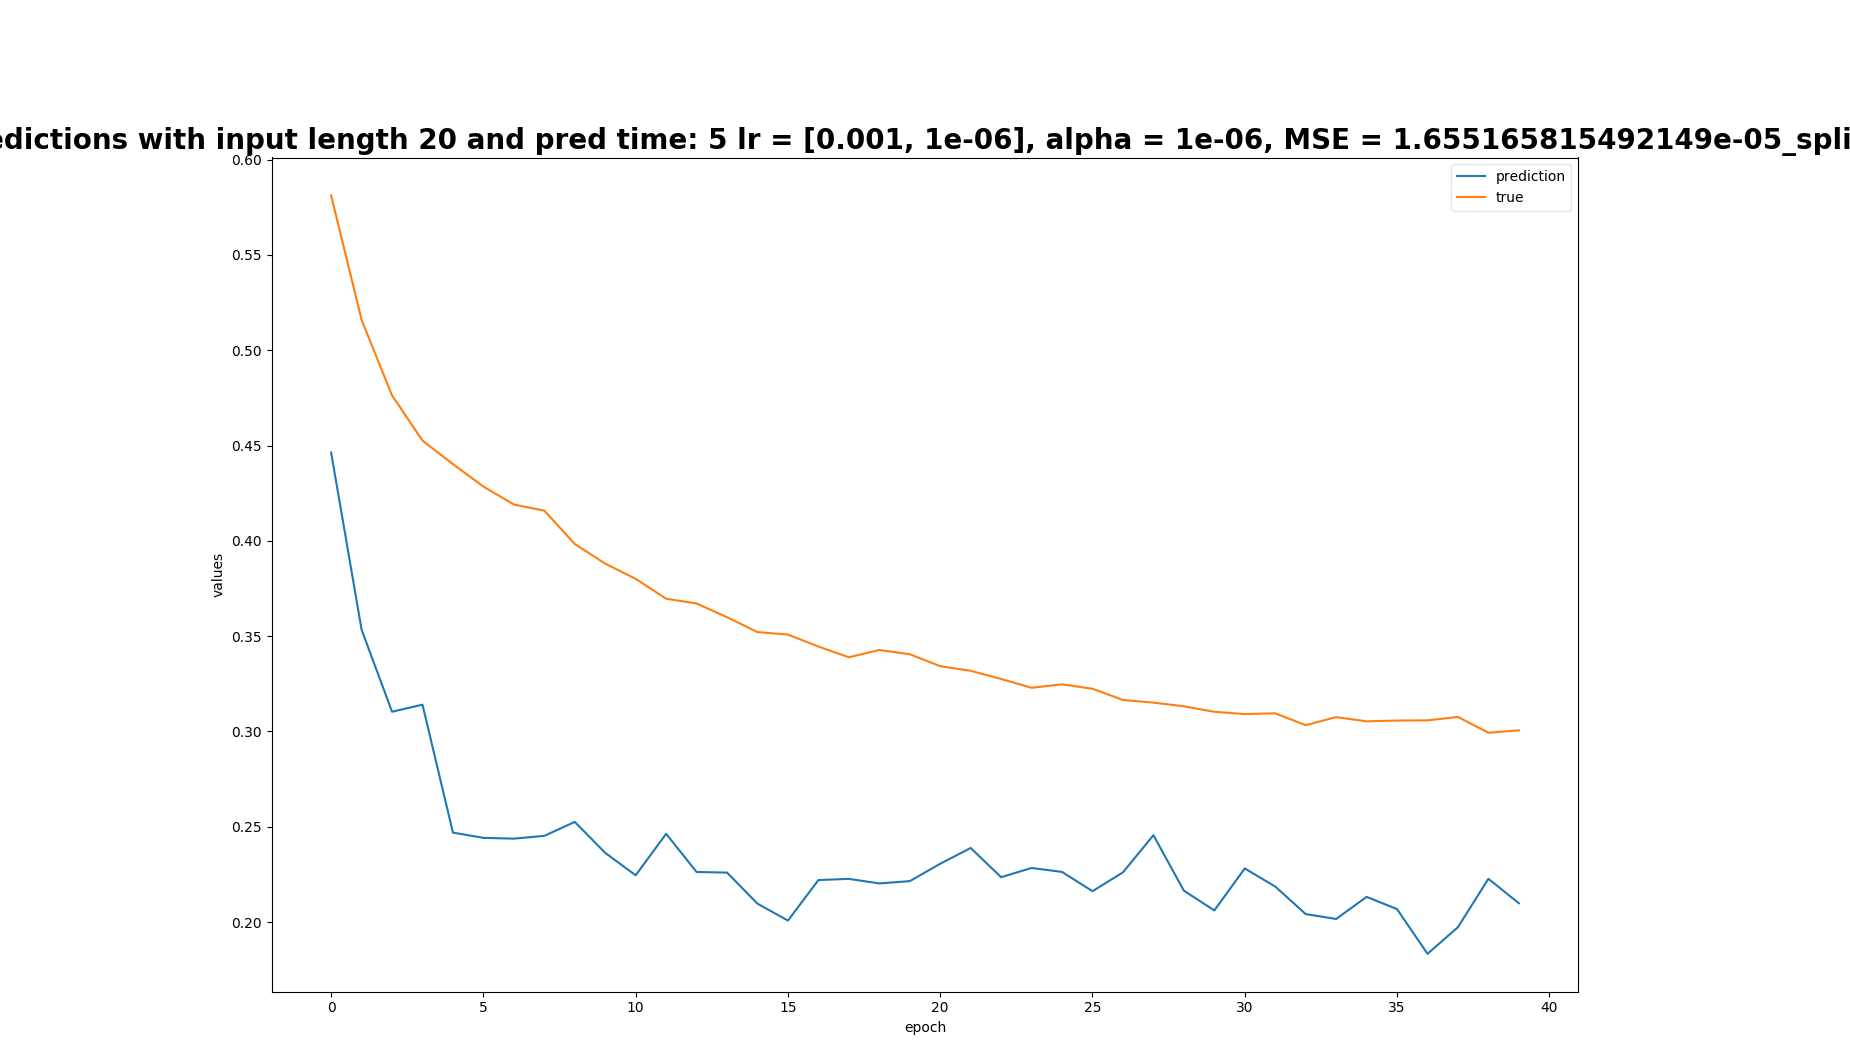 edictions with input length 20 and pred time: 5 lr = [0.001, 1e-06], alpha = 1e-06, MSE = 1.655165815492149e-05_spli
prediction
true
0.60
0.55
0.50
0.45
0.40
0.35
0.30
0.25
0.20
values
0 5 10 15 20 25 30 35 40
epoch